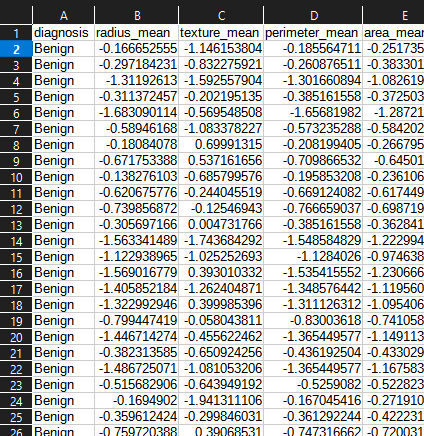 A B C D E
1 diagnosis radius_mean texture_mean perimeter_mean area_mean
2 Benign -0.166652555 -1.146153804 -0.185564711 -0.251735
3 Benign -0.297184231 -0.832275921 -0.260876511 -0.383301
4 Benign -1.31192613 -1.592557904 -1.301660894 -1.082619
5 Benign -0.311372457 -0.202195135 -0.385161558 -0.372503
6 Benign -1.683090114 -0.569548508 -1.65681982 -1.28721
7 Benign -0.58946168 -1.083378227 -0.573235288 -0.584202
8 Benign -0.18084078 0.69991315 -0.208199405 -0.266795
9 Benign -0.671753388 0.537161656 -0.709866532 -0.64501
10 Benign -0.138276103 -0.685799576 -0.195853208 -0.236106
11 Benign -0.620675776 -0.244045519 -0.669124082 -0.617449
12 Benign -0.739856872 -0.12546943 -0.766659037 -0.698719
13 Benign -0.305697166 0.004731766 -0.385161558 -0.362841
14 Benign -1.563341489 -1.743684292 -1.548584829 -1.222994
15 Benign -1.122938965 -1.025252693 -1.1284026 -0.974638
16 Benign -1.569016779 0.393010332 -1.535415552 -1.230666
17 Benign -1.405852184 -1.262404871 -1.348576442 -1.119560
18 Benign -1.322992946 0.399985396 -1.311126312 -1.095406
19 Benign -0.799447419 -0.058043811 -0.83003618 -0.741058
20 Benign -1.446714274 -0.455622462 -1.365449577 -1.149113
21 Benign -0.382313585 -0.650924256 -0.436192504 -0.433029
22 Benign -1.486725071 -1.081053206 -1.365449577 -1.167583
23 Benign -0.515682906 -0.643949192 -0.5259082 -0.522823
24 Benign -0.1694902 -1.941311106 -0.167045416 -0.271910
25 Benign -0.359612424 -0.299846031 -0.361292244 -0.422231
26 Benign -0.759720388 0.39068531 -0.747316662 -0.720031